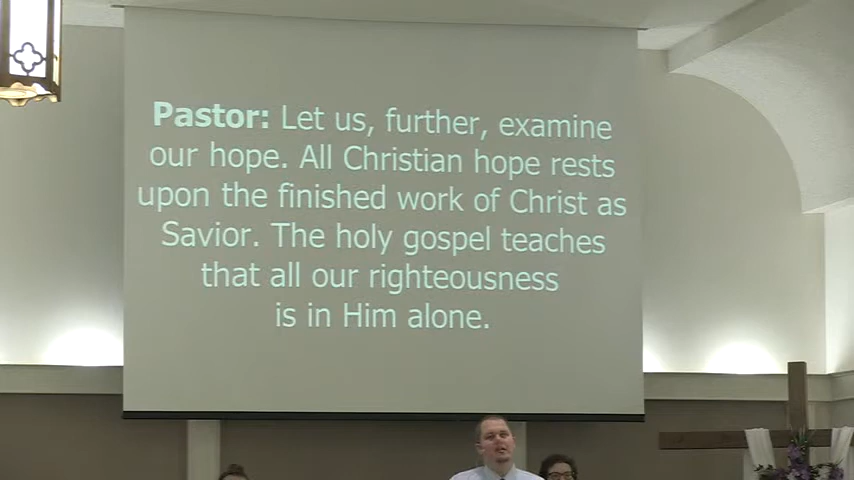 Pastor: Let us, further, examine
our hope. All Christian hope rests
upon the finished work of Christ as
Savior. The holy gospel teaches
that all our righteousness
is in Him alone.